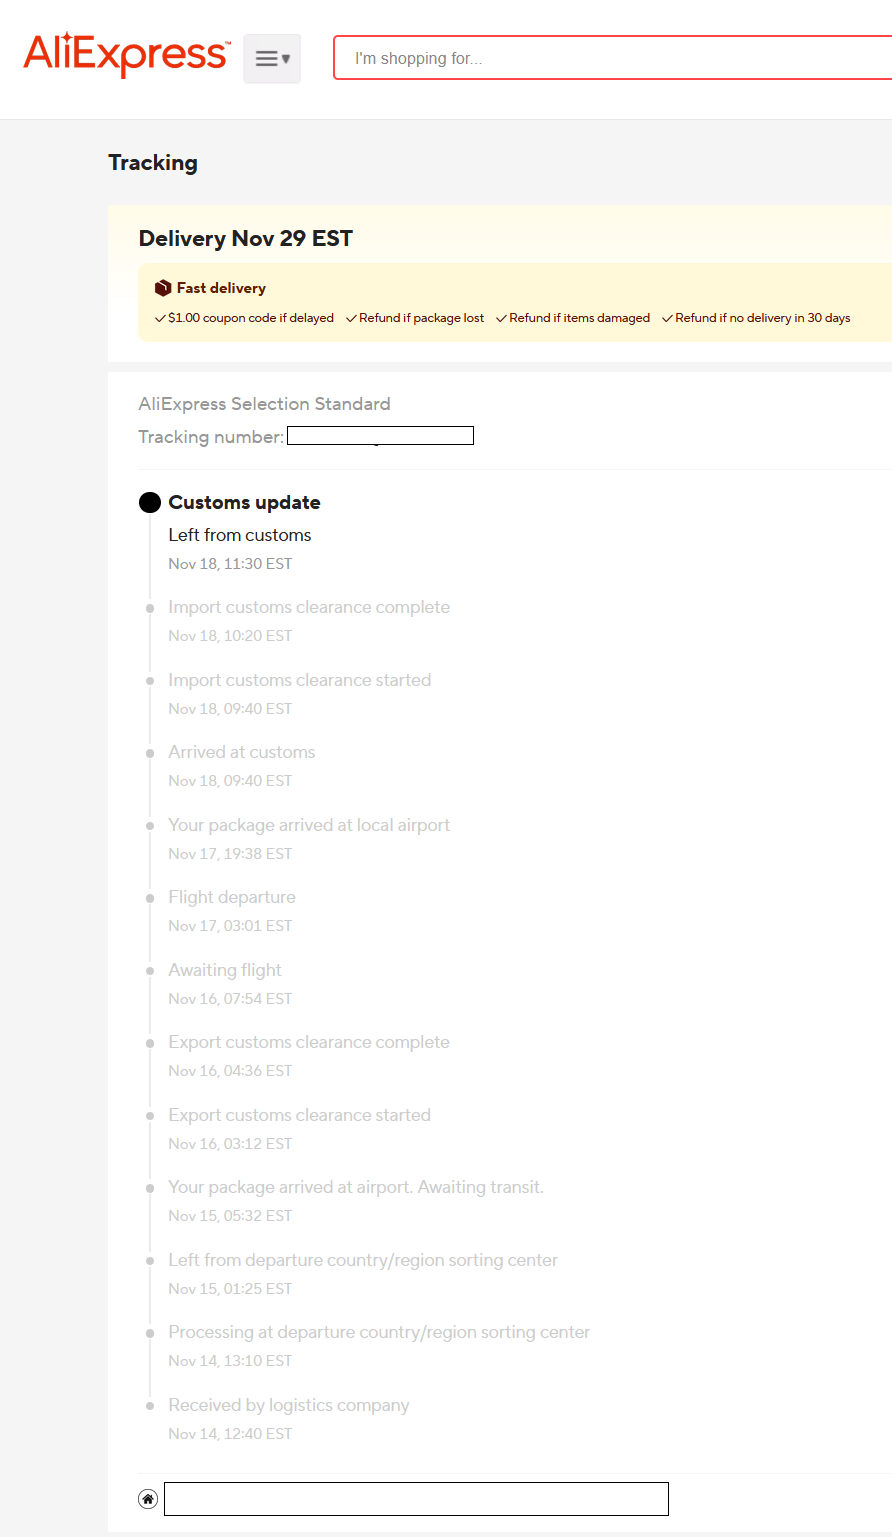 AliExpress™
I'm shopping for...
Tracking
Delivery Nov 29 EST
Fast delivery
$1.00 coupon code if delayed Refund if package lost Refund if items damaged Refund if no delivery in 30 days
AliExpress Selection Standard
Tracking number:
Customs update
Left from customs
Nov 18, 11:30 EST
Import customs clearance complete
Nov 18, 10:20 EST
Import customs clearance started
Nov 18, 09:40 EST
Arrived at customs
Nov 18, 09:40 EST
Your package arrived at local airport
Nov 17, 19:38 EST
Flight departure
Nov 17, 03:01 EST
Awaiting flight
Nov 16, 07:54 EST
Export customs clearance complete
Nov 16, 04:36 EST
Export customs clearance started
Nov 16, 03:12 EST
Your package arrived at airport. Awaiting transit.
Nov 15, 05:32 EST
Left from departure country/region sorting center
Nov 15, 01:25 EST
Processing at departure country/region sorting center
Nov 14, 13:10 EST
Received by logistics company
Nov 14, 12:40 EST